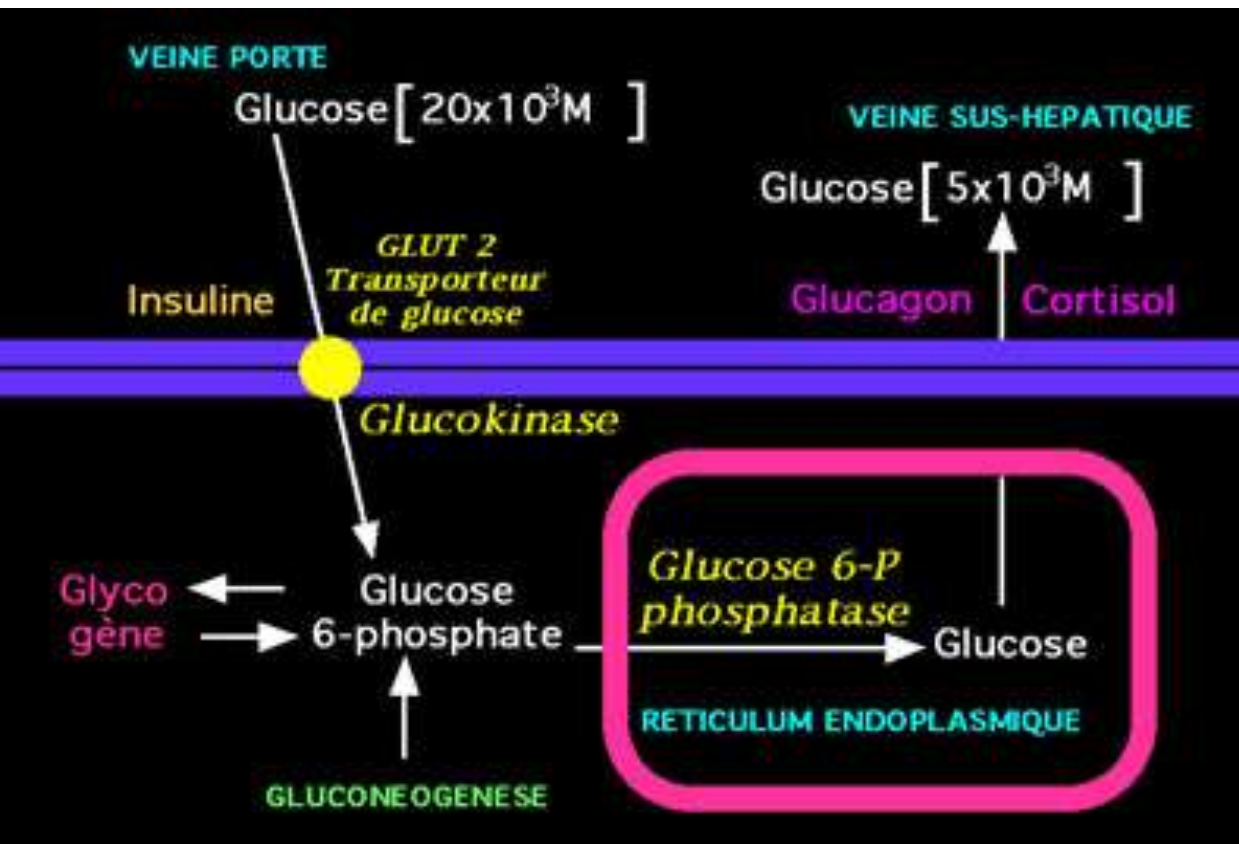 VEINE PORTE
Glucose[20x10³M ]
VEINE SUS-HEPATIQUE
Glucose[5x10³M ]
GLUT 2
Transporteur
de glucose
Insuline
Glucagon
Cortisol
Glucokinase
Glucose 6-P
phosphatase
Glyco
gène
Glucose
6-phosphate
Glucose
RETICULUM ENDOPLASMIQUE
GLUCONEOGENESE